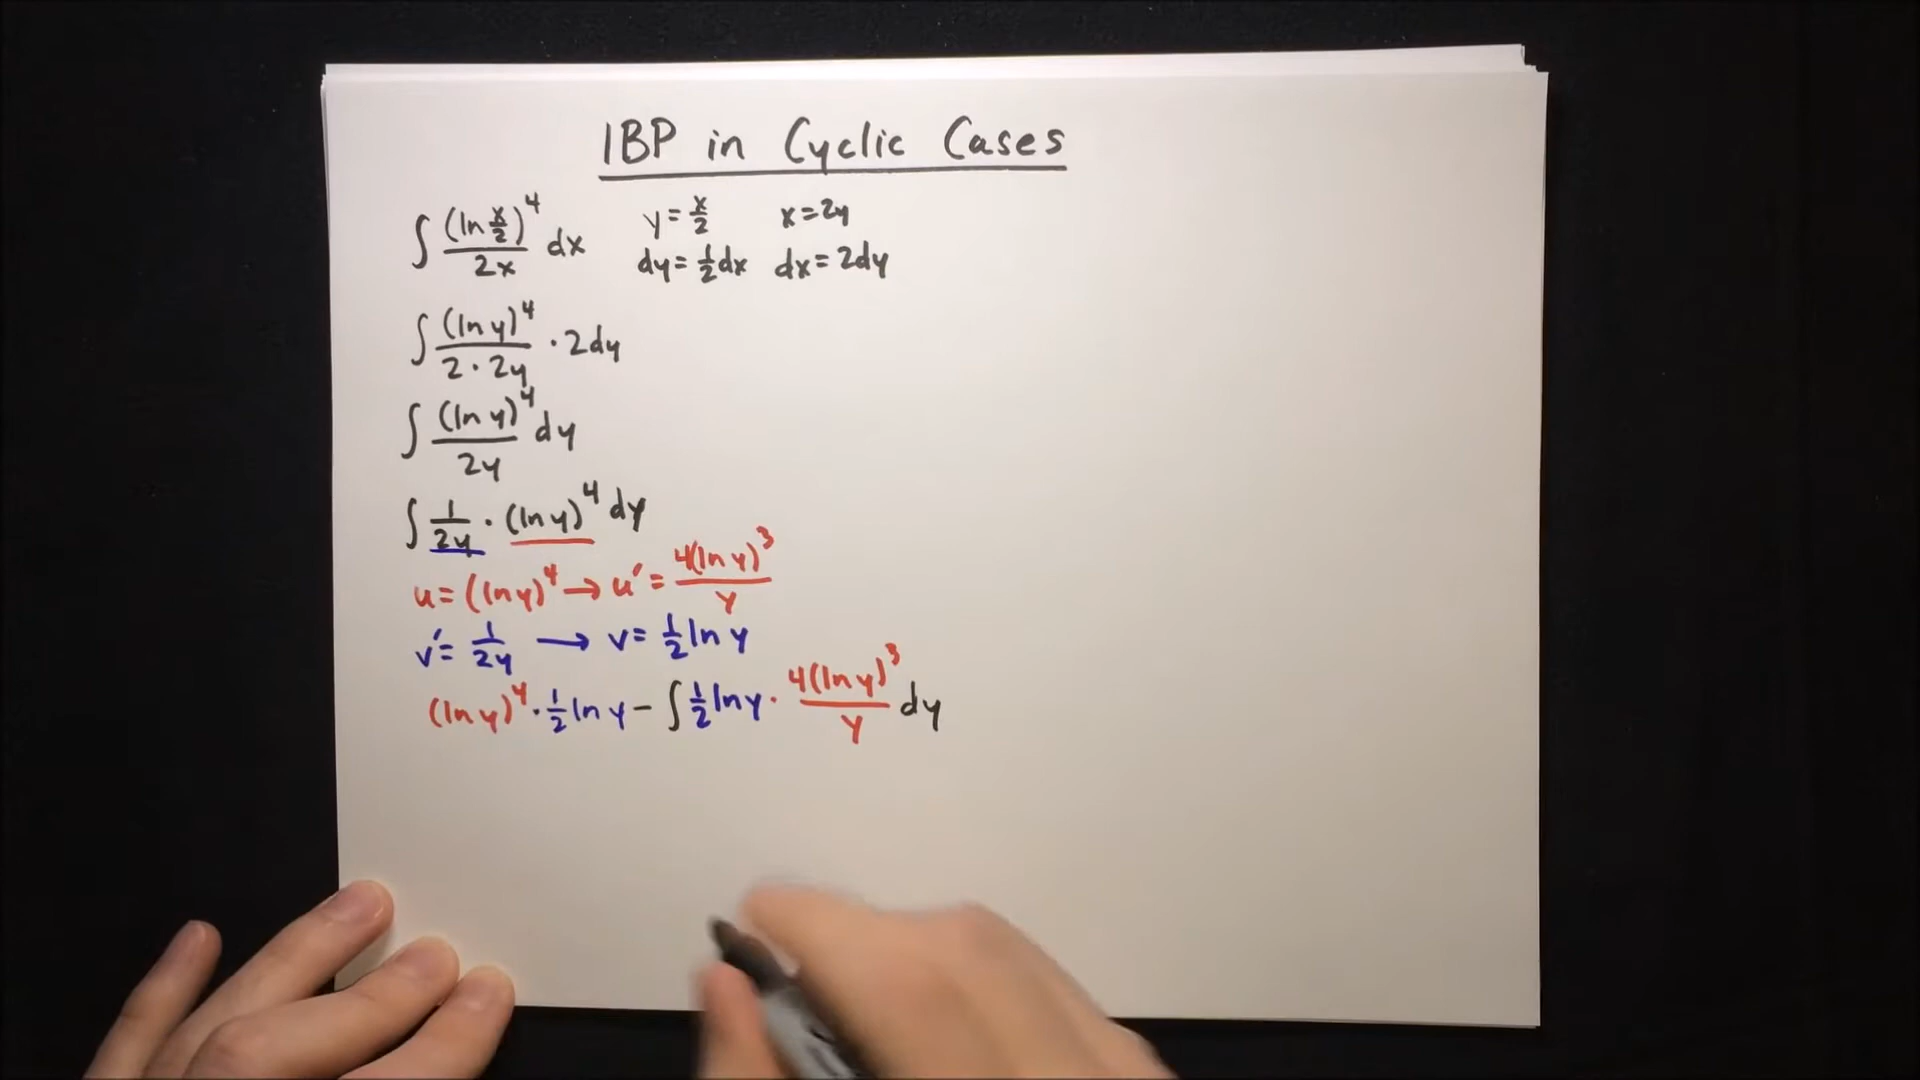 IBP in Cyclic Cases
∫ (ln x/2)^4 / 2x dx   y = x/2   x = 2y
dy = 1/2 dx   dx = 2dy
∫ (ln y)^4 / 2 · 2y · 2dy
∫ (ln y)^4 / 2y dy
∫ 1/2y · (ln y)^4 dy
u = (ln y)^4 → u' = 4(ln y)^3 / y
v' = 1/2y → v = 1/2 ln y
(ln y)^4 · 1/2 ln y − ∫ 1/2 ln y · 4(ln y)^3 / y dy